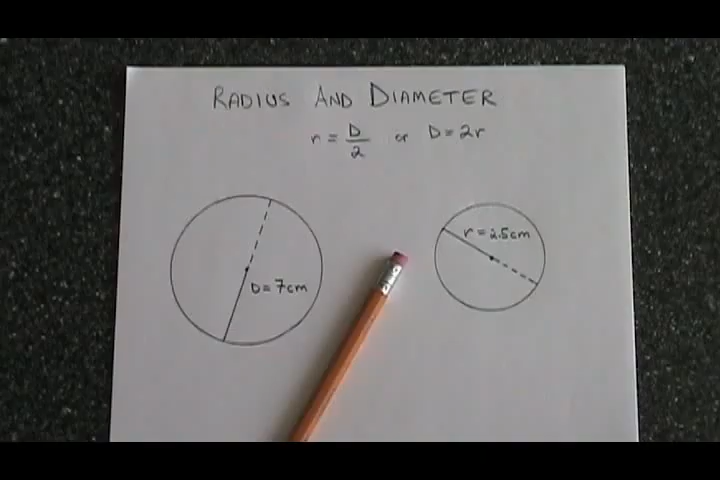 RADIUS AND DIAMETER
r = D/2 or D = 2r
D = 7cm
r = 2.5cm